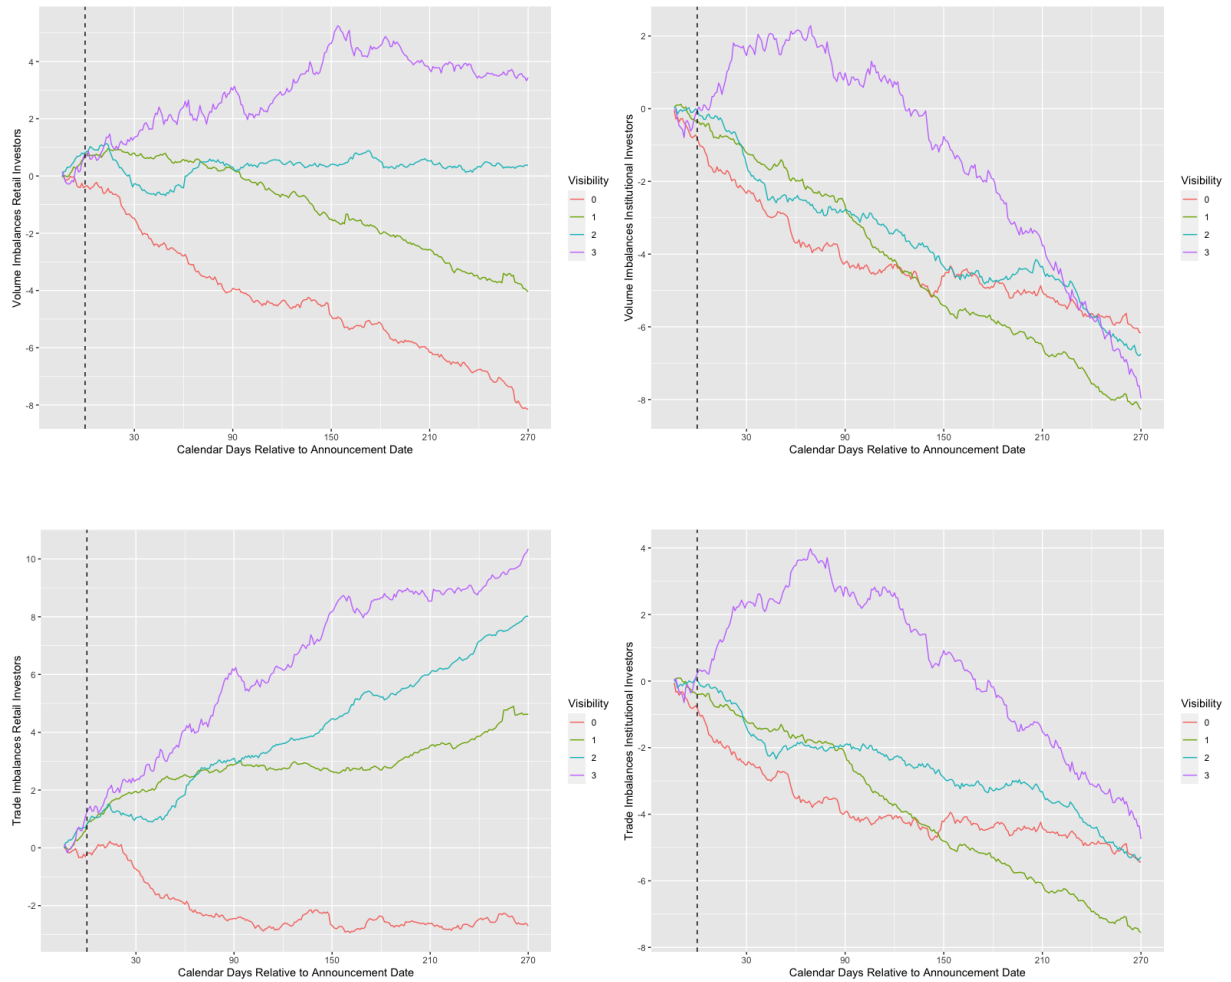 Volume Imbalances Retail Investors
4
2
0
-2
-4
-6
-8
30 90 150 210 270
Calendar Days Relative to Announcement Date
Visibility
0
1
2
3
Volume Imbalances Institutional Investors
2
0
-2
-4
-6
-8
30 90 150 210 270
Calendar Days Relative to Announcement Date
Visibility
0
1
2
3
Trade Imbalances Retail Investors
10
8
6
4
2
0
-2
30 90 150 210 270
Calendar Days Relative to Announcement Date
Visibility
0
1
2
3
Trade Imbalances Institutional Investors
4
2
0
-2
-4
-6
-8
30 90 150 210 270
Calendar Days Relative to Announcement Date
Visibility
0
1
2
3